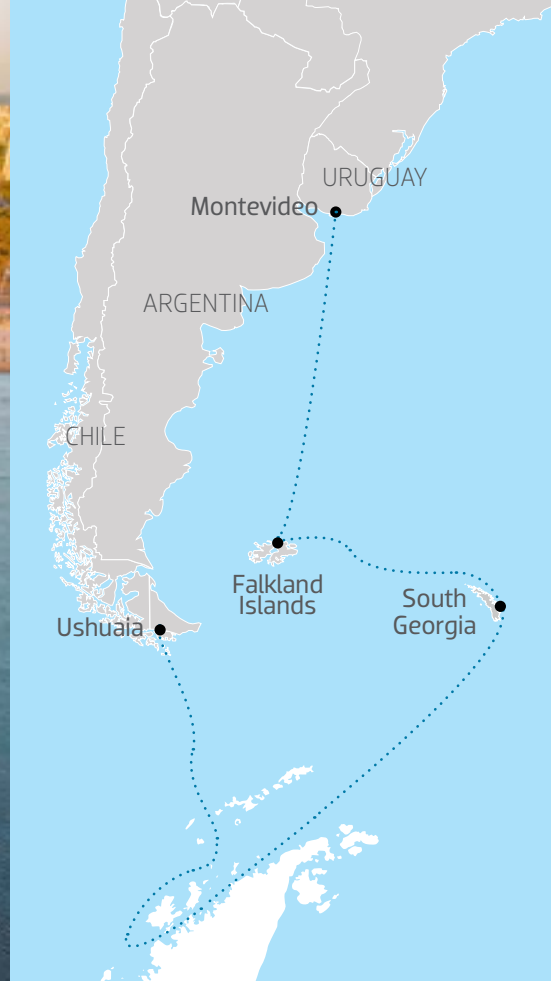 URUGUAY
Montevideo
ARGENTINA
CHILE
Falkland
Islands
South
Georgia
Ushuaia